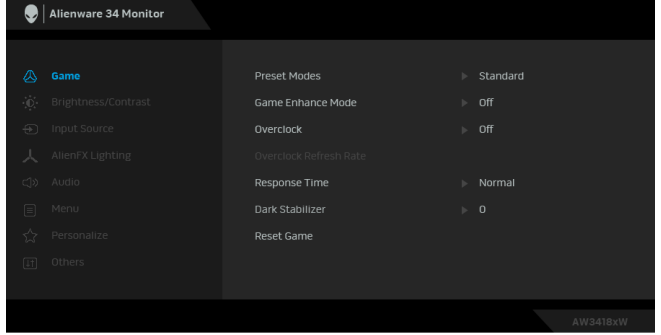 Alienware 34 Monitor
Game
Preset Modes Standard
Brightness/Contrast
Game Enhance Mode Off
Input Source
Overclock Off
AlienFX Lighting
Overclock Refresh Rate
Audio
Response Time Normal
Menu
Dark Stabilizer 0
Personalize
Reset Game
Others
AW3418xW